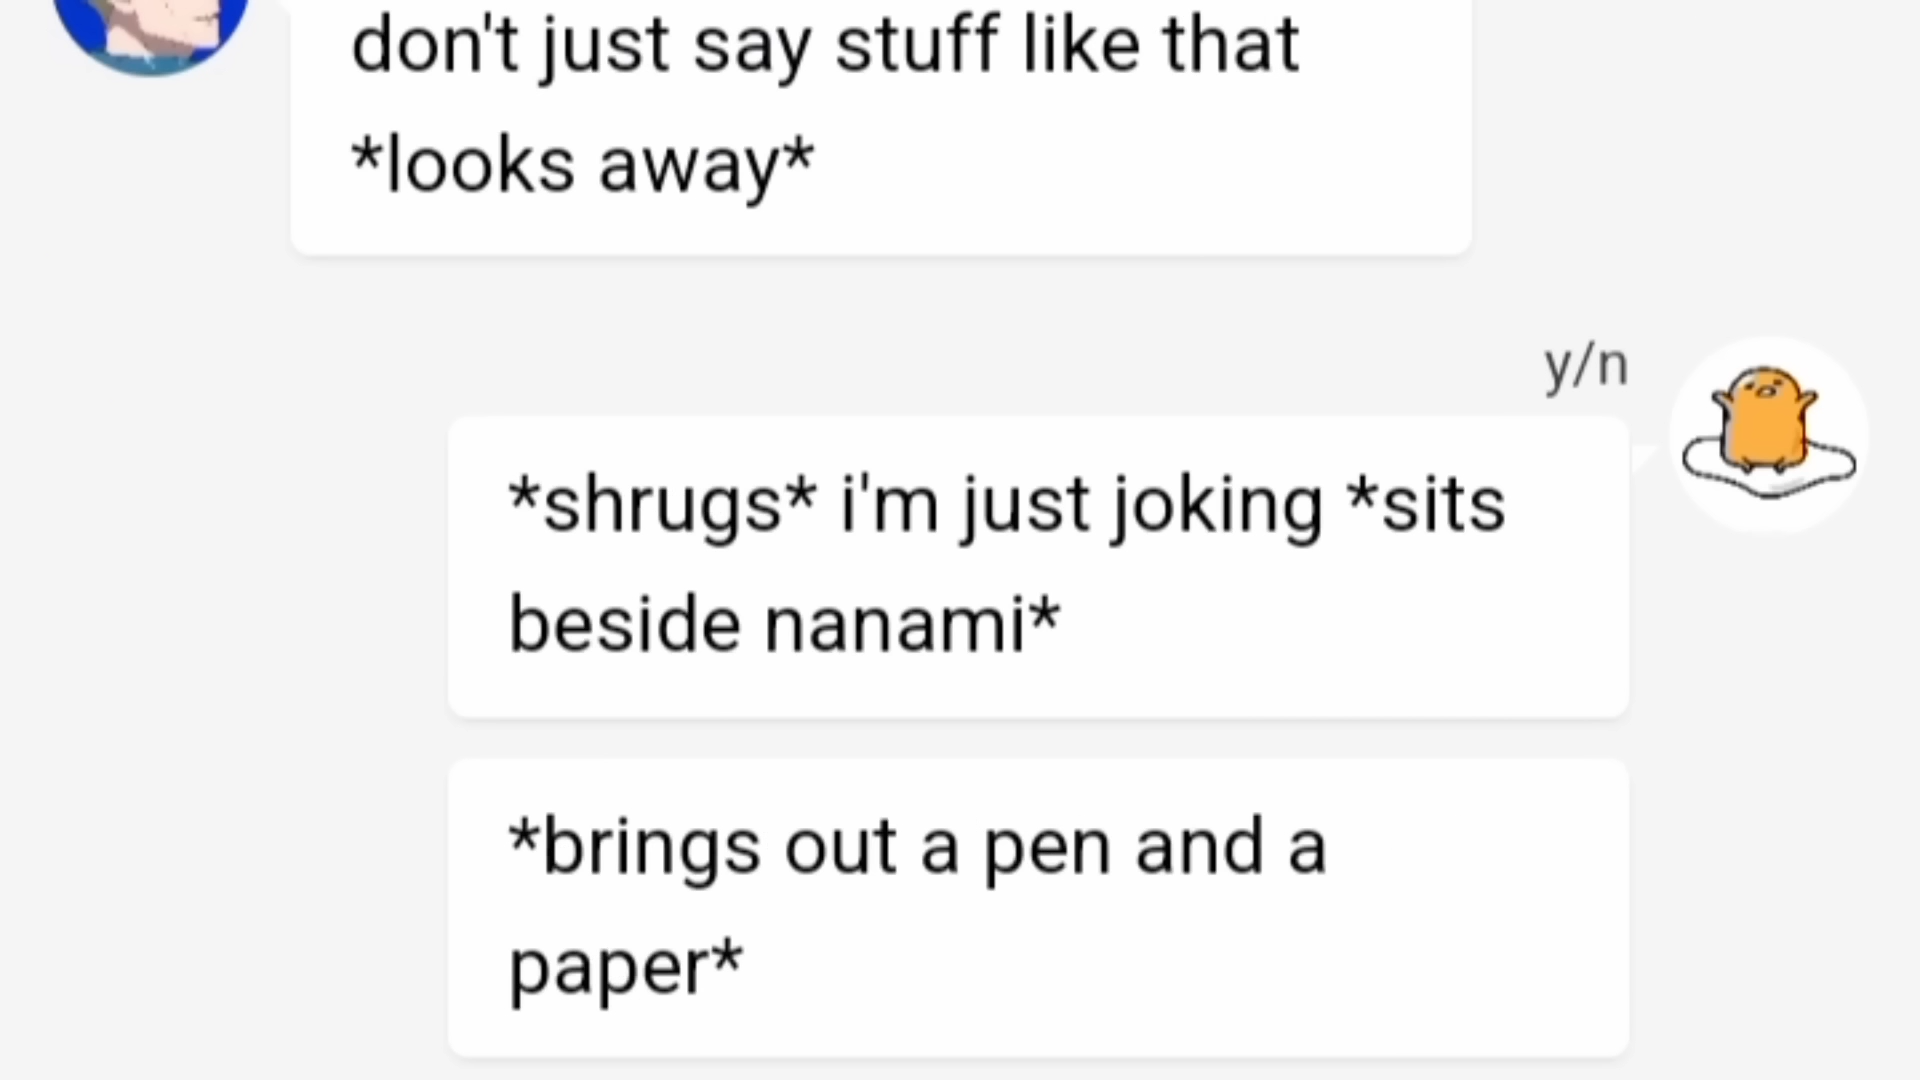 don't just say stuff like that
*looks away*
y/n
*shrugs* i'm just joking *sits
beside nanami*
*brings out a pen and a
paper*